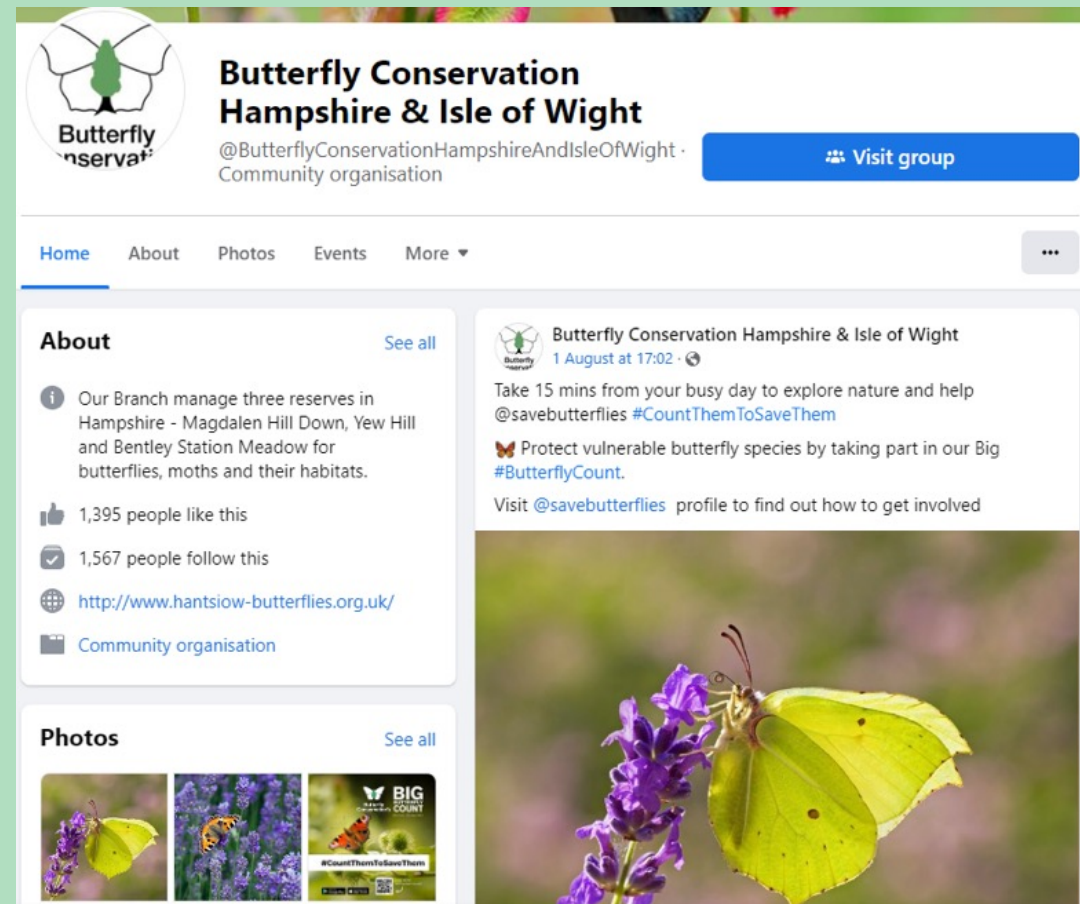 Butterfly
Butterfly Conservation
Hampshire & Isle of Wight
@ButterflyConservationHampshireAndIsleOfWight ·
Community organisation
Visit group
Home
About
Photos
Events
More
About
See all
Our Branch manage three reserves in
Hampshire - Magdalen Hill Down, Yew Hill
and Bentley Station Meadow for
butterflies, moths and their habitats.
1,395 people like this
1,567 people follow this
http://www.hantsiow-butterflies.org.uk/
Community organisation
Photos
See all
BIG
BUTTERFLY
COUNT
#CountThemToSaveThem
Butterfly Conservation Hampshire & Isle of Wight
1 August at 17:02 ·
Take 15 mins from your busy day to explore nature and help
@savebutterflies #CountThemToSaveThem
🦋 Protect vulnerable butterfly species by taking part in our Big
#ButterflyCount.
Visit @savebutterflies profile to find out how to get involved